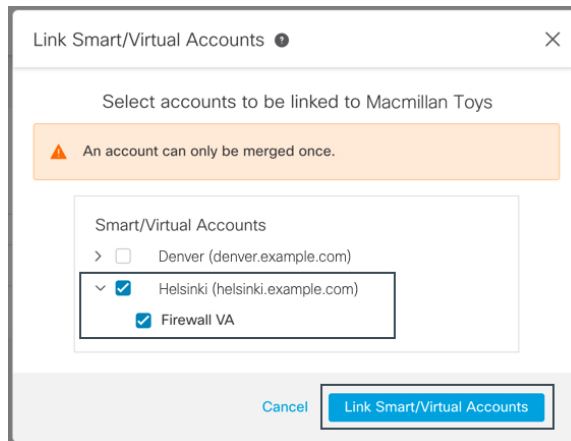 Link Smart/Virtual Accounts
Select accounts to be linked to Macmillan Toys
An account can only be merged once.
Smart/Virtual Accounts
Denver (denver.example.com)
Helsinki (helsinki.example.com)
Firewall VA
Cancel Link Smart/Virtual Accounts